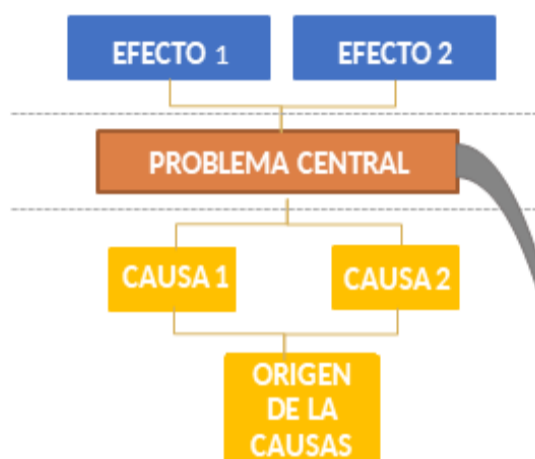 EFECTO 1
EFECTO 2
PROBLEMA CENTRAL
CAUSA 1
CAUSA 2
ORIGEN
DE LA
CAUSAS